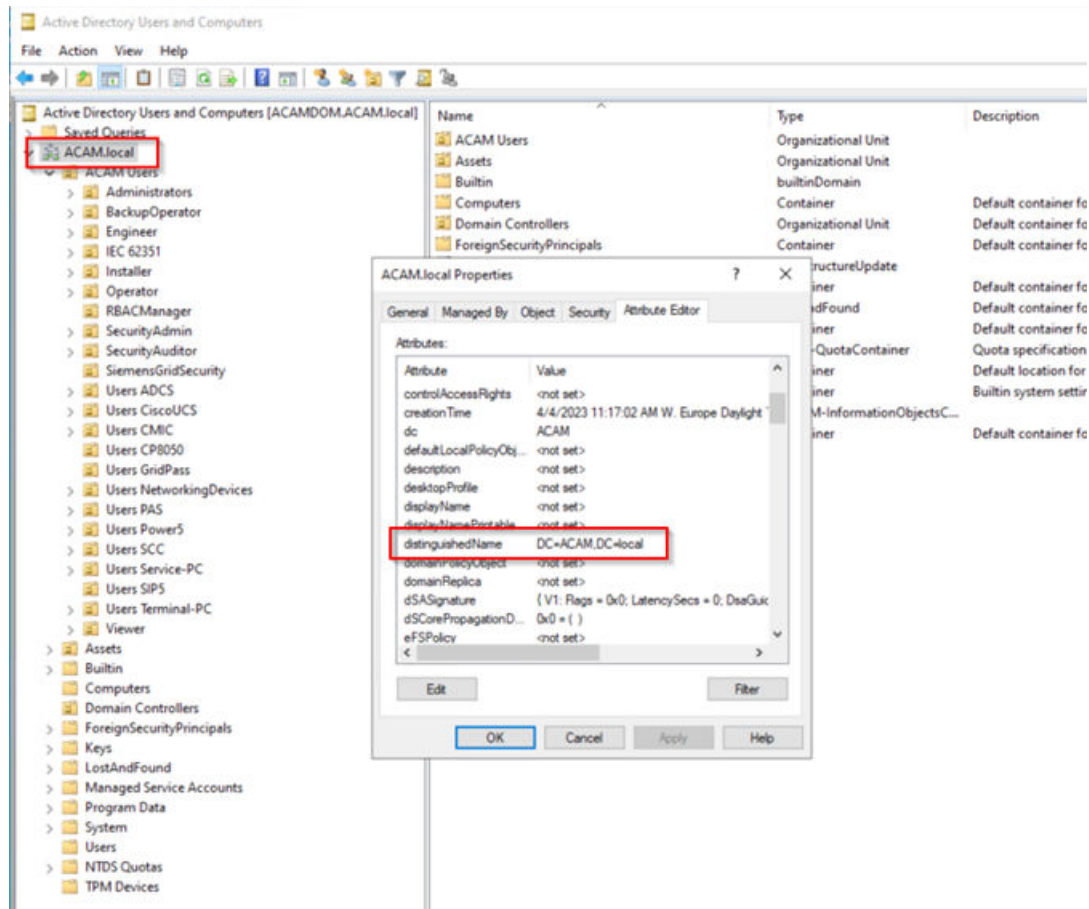 Active Directory Users and Computers
File Action View Help
Active Directory Users and Computers [ACAMDOM.ACAM.local]
Saved Queries
ACAM.local
ACAM Users
Administrators
BackupOperator
Engineer
IEC 62351
Installer
Operator
RBACManager
SecurityAdmin
SecurityAuditor
SiemensGridSecurity
Users ADCS
Users CiscoUCS
Users CMIC
Users CP8050
Users GridPass
Users NetworkingDevices
Users PAS
Users Power5
Users SCC
Users Service-PC
Users SIP5
Users Terminal-PC
Viewer
Assets
Builtin
Computers
Domain Controllers
ForeignSecurityPrincipals
Keys
LostAndFound
Managed Service Accounts
Program Data
System
Users
NTDS Quotas
TPM Devices
Name Type Description
ACAM Users Organizational Unit
Assets Organizational Unit
Builtin builtinDomain
Computers Container Default container fo
Domain Controllers Organizational Unit Default container fo
ForeignSecurityPrincipals Container Default container fo
tructureUpdate
iner Default container fo
dFound Default container fo
iner Default container fo
-QuotaContainer Quota specification
iner Default location for
iner Builtin system settin
M-InformationObjectsC...
iner Default container fo
ACAM.local Properties ? X
General Managed By Object Security Attribute Editor
Attributes:
Attribute Value
controlAccessRights <not set>
creationTime 4/4/2023 11:17:02 AM W. Europe Daylight
dc ACAM
defaultLocalPolicyObj... <not set>
description <not set>
desktopProfile <not set>
displayName <not set>
displayNamePrintable <not set>
distinguishedName DC=ACAM,DC=local
domainPolicyObject <not set>
domainReplica <not set>
dSASignature { V1: Flags = 0x0; LatencySecs = 0; DsaGuic
dSCorePropagationD... 0x0 = ( )
eFSPolicy <not set>
Edit Filter
OK Cancel Apply Help